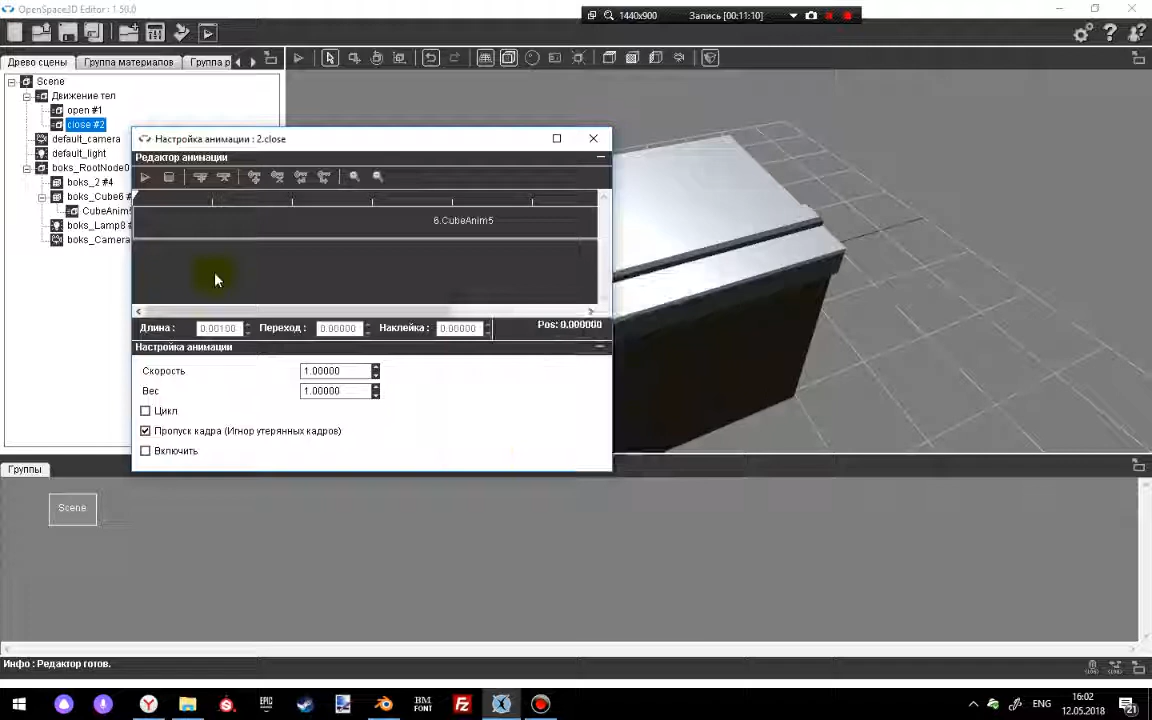 OpenSpace3D Editor : 1.50.0
1440x900
Запись [00:11:10]
Древо сцены
Группа материалов
Группа р
Scene
Движение тел
open #1
close #2
default_camera
default_light
boks_RootNode0
boks_2 #4
boks_Cube6 #
CubeAnim5
boks_Lamp8 #
boks_Camera
Настройка анимации : 2.close
Редактор анимации
6.CubeAnim5
Длина :
0.00100
Переход :
0.00000
Наклейка :
0.00000
Pos: 0.000000
Настройка анимации
Скорость
1.00000
Вес
1.00000
Цикл
Пропуск кадра (Игнор утерянных кадров)
Включить
Группы
Scene
Инфо : Редактор готов.
EPIC
BM
FONT
Fz
ENG
16:02
12.05.2018
21